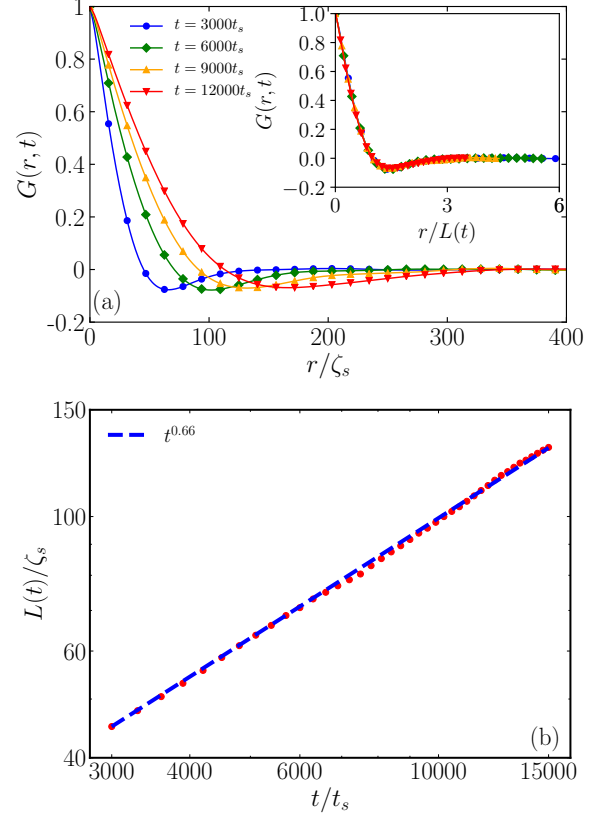 G(r, t)
1
0.8
0.6
0.4
0.2
0
-0.2
0
100
200
300
400
r/ζ_s
(a)
t = 3000t_s
t = 6000t_s
t = 9000t_s
t = 12000t_s
G(r, t)
1.0
0.8
0.6
0.4
0.2
0.0
−0.2
0
3
6
r/L(t)
L(t)/ζ_s
150
100
60
40
3000
4000
6000
10000
15000
t/t_s
t^{0.66}
(b)